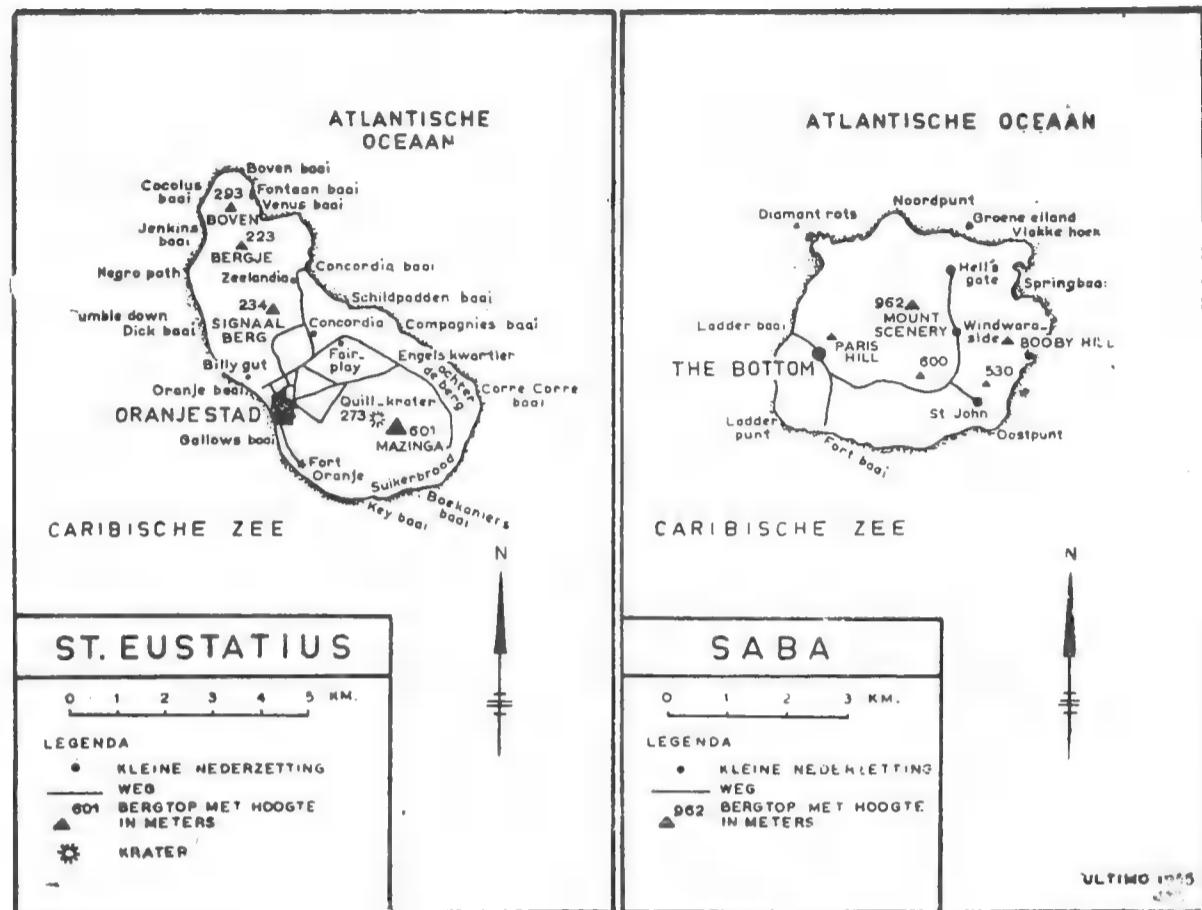 ATLANTISCHE
OCEAAN
Boven baai
Cocolus
baai
293
Fontaan baai
Venus baai
BOVEN
Jenkins
baai
223
BERGJE
Negro path
Concordia baai
Zeelandia
Schildpadden baai
234
SIGNAAL
BERG
umble down
Dick baai
Concordia
Compagnies baai
Fair-
play
Engels kwartier
achter
de berg
Billy gut
Oranje baai
Corre Corre
baai
ORANJESTAD
Quill-krater
273
601
MAZINGA
Gallows baai
Fort
Oranje
Suikerbrood
Key baai
Boekaniers
baai
CARIBISCHE ZEE
N
ST. EUSTATIUS
0 1 2 3 4 5 KM.
LEGENDA
KLEINE NEDERZETTING
WEG
601 BERGTOP MET HOOGTE
IN METERS
KRATER
ATLANTISCHE OCEAAN
Noordpunt
Diamant rots
Groene eiland
Vlakke hoek
Hell's
gate
Springbaai
962
MOUNT
SCENERY
Ladder baai
PARIS
HILL
Windwara-
side
BOOBY HILL
THE BOTTOM
600
530
St John
Ladder
punt
Fort baai
Oostpunt
CARIBISCHE ZEE
N
SABA
0 1 2 3 KM.
LEGENDA
KLEINE NEDERZETTING
WEG
962 BERGTOP MET HOOGTE
IN METERS
ULTIMO